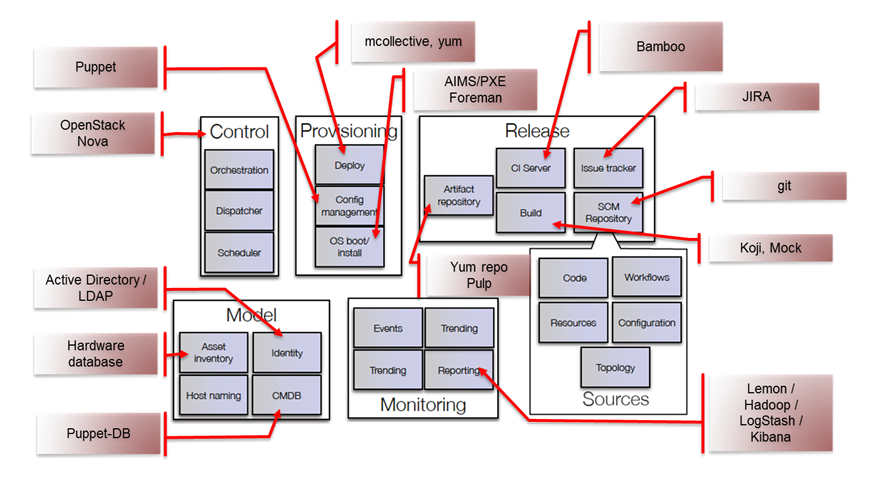 mcollective, yum
Bamboo
Puppet
AIMS/PXE
Foreman
JIRA
OpenStack
Nova
Control
Orchestration
Dispatcher
Scheduler
Provisioning
Deploy
Config
management
OS boot/
install
Release
CI Server
Issue tracker
Artifact
repository
Build
SCM
Repository
git
Koji, Mock
Yum repo
Pulp
Active Directory /
LDAP
Hardware
database
Puppet-DB
Model
Asset
inventory
Identity
Host naming
CMDB
Events
Trending
Trending
Reporting
Monitoring
Code
Workflows
Resources
Configuration
Topology
Sources
Lemon /
Hadoop /
LogStash /
Kibana